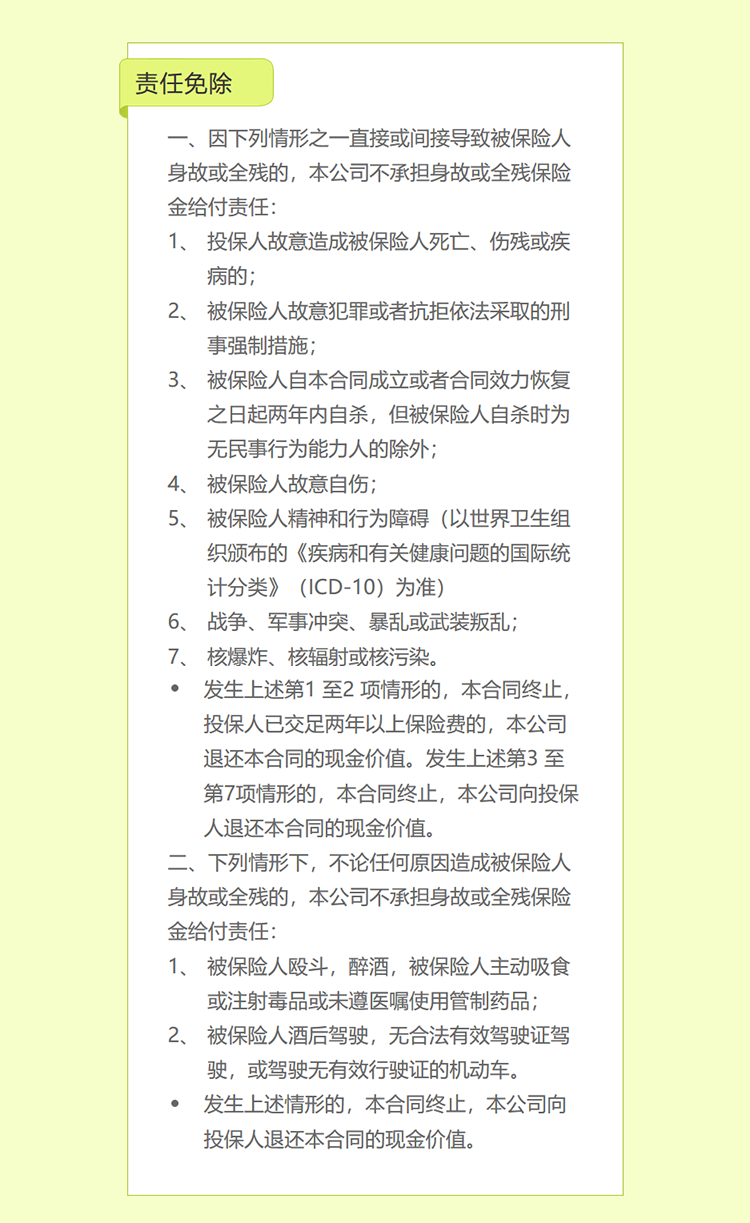 责任免除
一、因下列情形之一直接或间接导致被保险人
身故或全残的，本公司不承担身故或全残保险
金给付责任：
1、 投保人故意造成被保险人死亡、伤残或疾
病的；
2、 被保险人故意犯罪或者抗拒依法采取的刑
事强制措施；
3、 被保险人自本合同成立或者合同效力恢复
之日起两年内自杀，但被保险人自杀时为
无民事行为能力人的除外；
4、 被保险人故意自伤；
5、 被保险人精神和行为障碍（以世界卫生组
织颁布的《疾病和有关健康问题的国际统
计分类》（ICD-10）为准）
6、 战争、军事冲突、暴乱或武装叛乱；
7、 核爆炸、核辐射或核污染。
• 发生上述第1 至2 项情形的，本合同终止，
投保人已交足两年以上保险费的，本公司
退还本合同的现金价值。发生上述第3 至
第7项情形的，本合同终止，本公司向投保
人退还本合同的现金价值。
二、下列情形下，不论任何原因造成被保险人
身故或全残的，本公司不承担身故或全残保险
金给付责任：
1、 被保险人殴斗，醉酒，被保险人主动吸食
或注射毒品或未遵医嘱使用管制药品；
2、 被保险人酒后驾驶，无合法有效驾驶证驾
驶，或驾驶无有效行驶证的机动车。
• 发生上述情形的，本合同终止，本公司向
投保人退还本合同的现金价值。